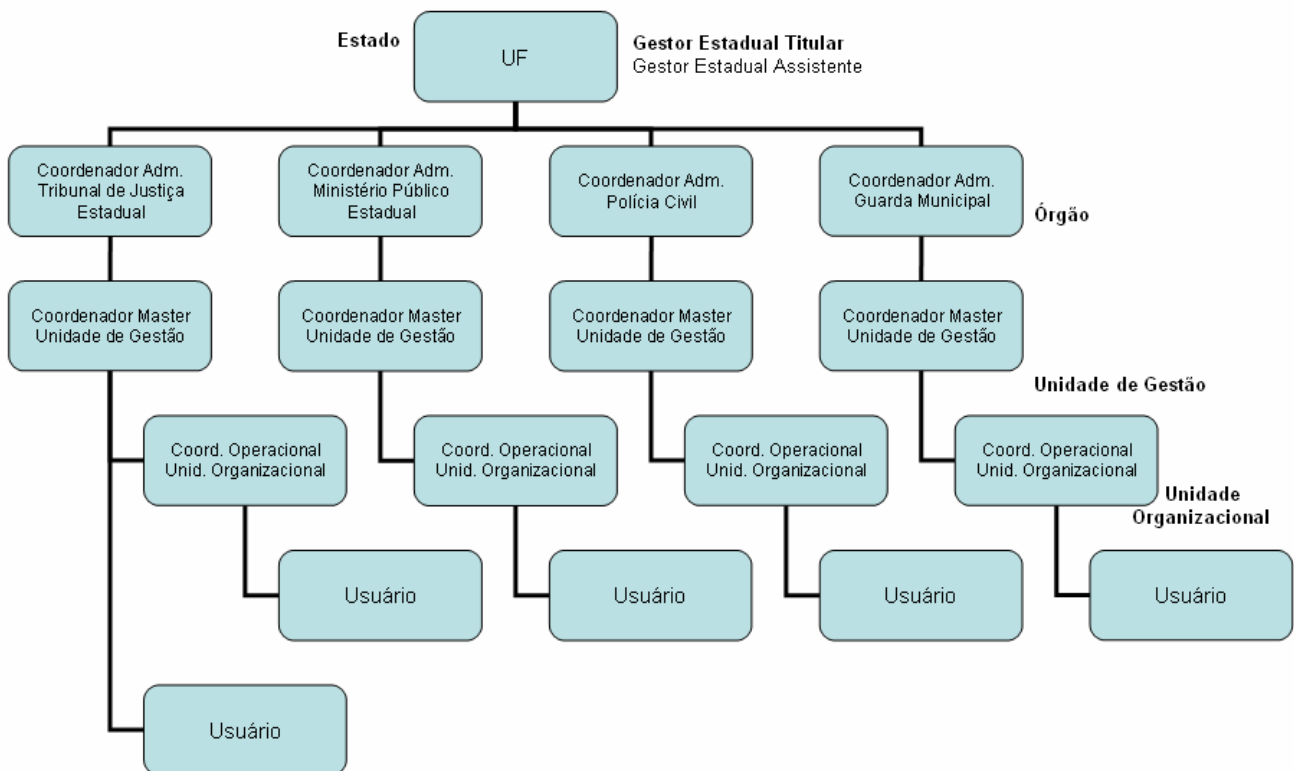 Estado
UF
Gestor Estadual Titular
Gestor Estadual Assistente
Coordenador Adm.
Tribunal de Justiça
Estadual
Coordenador Adm.
Ministério Público
Estadual
Coordenador Adm.
Polícia Civil
Coordenador Adm.
Guarda Municipal
Órgão
Coordenador Master
Unidade de Gestão
Coordenador Master
Unidade de Gestão
Coordenador Master
Unidade de Gestão
Coordenador Master
Unidade de Gestão
Unidade de Gestão
Coord. Operacional
Unid. Organizacional
Coord. Operacional
Unid. Organizacional
Coord. Operacional
Unid. Organizacional
Coord. Operacional
Unid. Organizacional
Unidade
Organizacional
Usuário
Usuário
Usuário
Usuário
Usuário